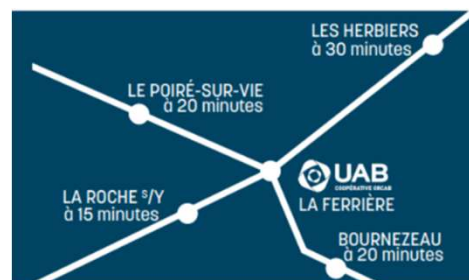 LES HERBIERS
à 30 minutes
LE POIRÉ-SUR-VIE
à 20 minutes
UAB
COOPÉRATIVE ORCAB
LA FERRIÈRE
LA ROCHE S/Y
à 15 minutes
BOURNEZEAU
à 20 minutes